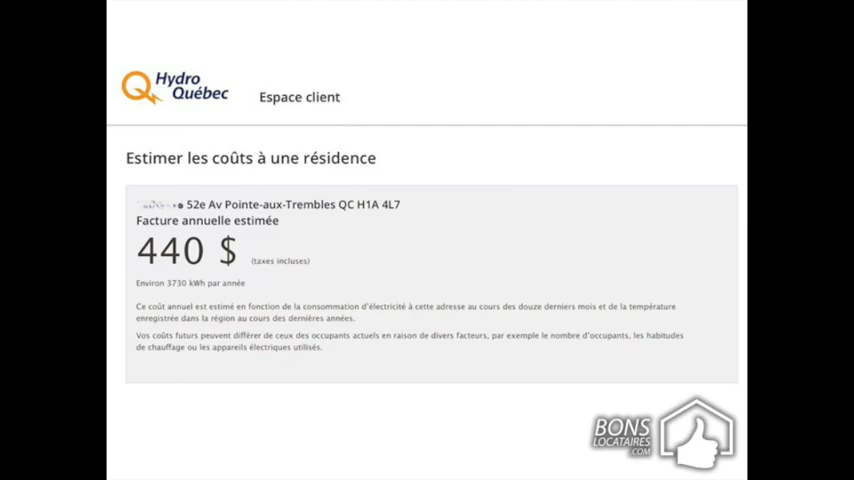 Hydro
Québec
Espace client
Estimer les coûts à une résidence
52e Av Pointe-aux-Trembles QC H1A 4L7
Facture annuelle estimée
440 $ (taxes incluses)
Environ 3730 kWh par année
Ce coût annuel est estimé en fonction de la consommation d'électricité à cette adresse au cours des douze derniers mois et de la température
enregistrée dans la région au cours des dernières années.
Vos coûts futurs peuvent différer de ceux des occupants actuels en raison de divers facteurs, par exemple le nombre d'occupants, les habitudes
de chauffage ou les appareils électriques utilisés.
BONS
LOCATAIRES
.COM